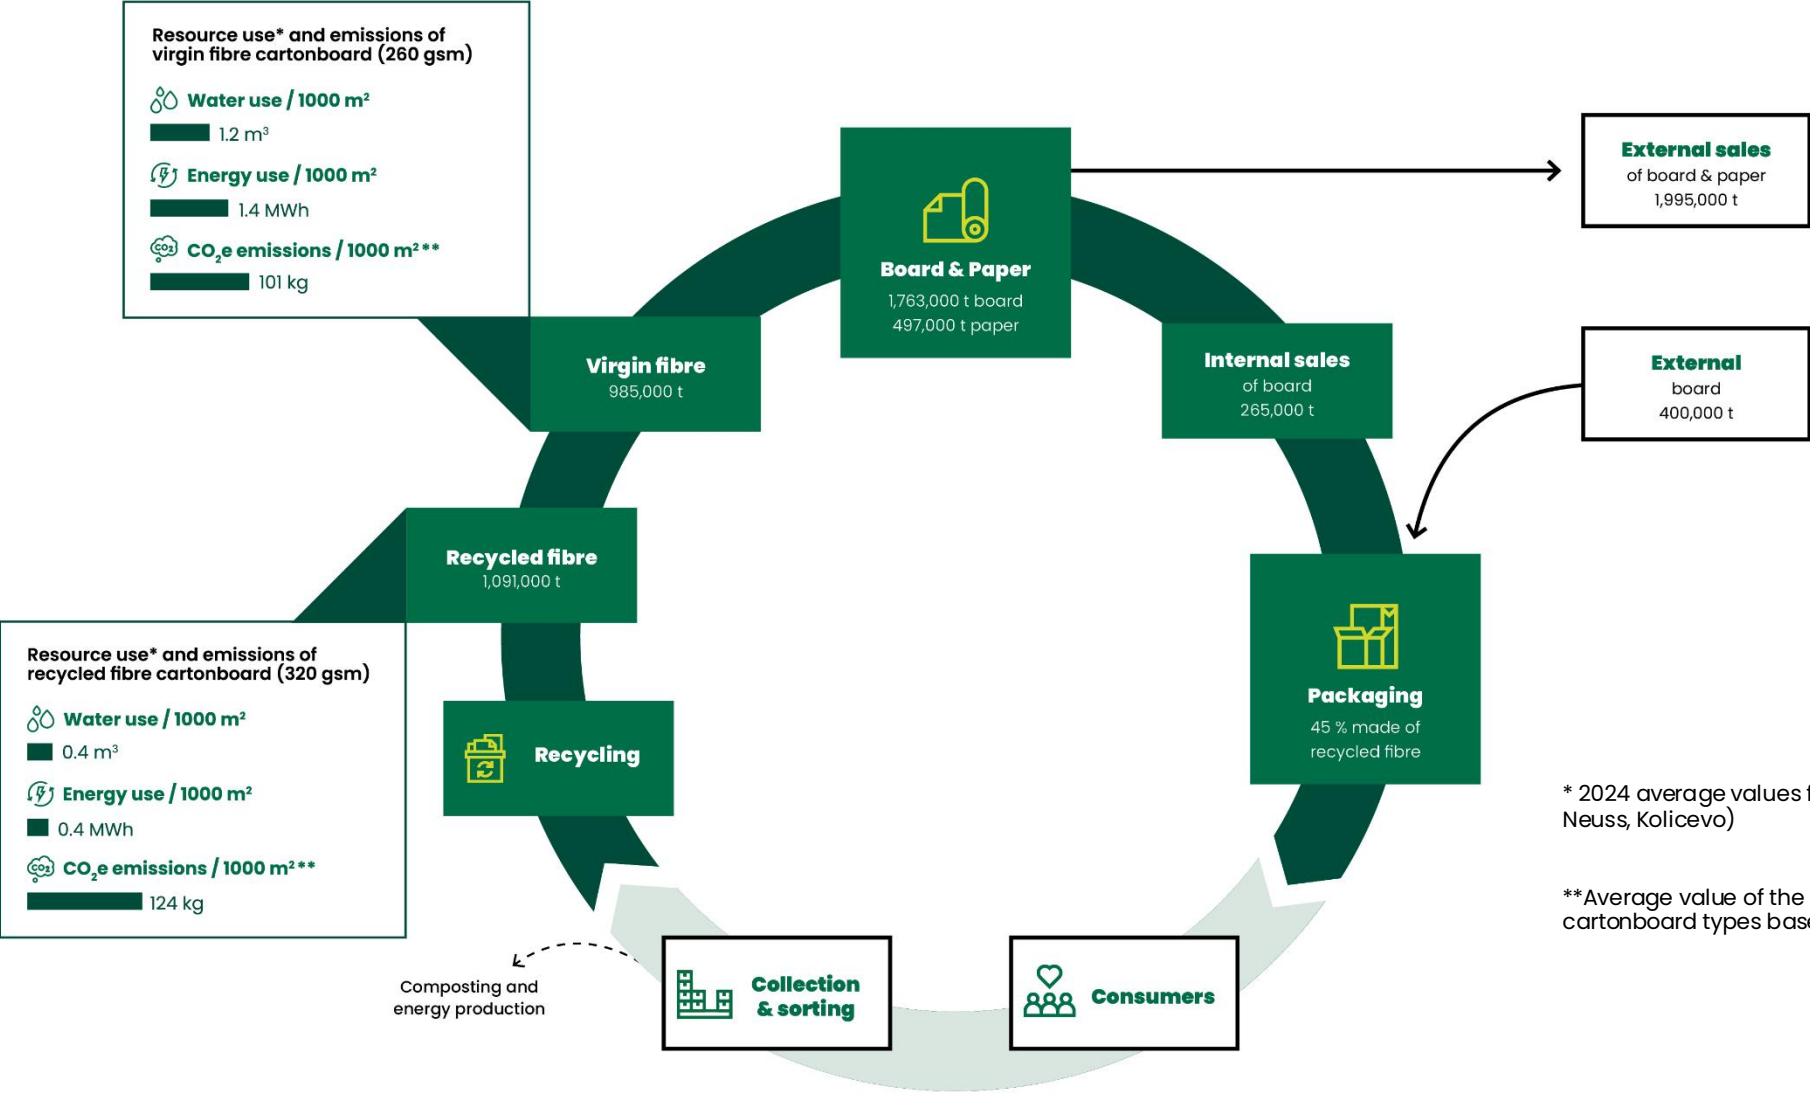 Resource use* and emissions of
virgin fibre cartonboard (260 gsm)
Water use / 1000 m²
1.2 m³
Energy use / 1000 m²
1.4 MWh
CO₂e emissions / 1000 m²**
101 kg
Board & Paper
1,763,000 t board
497,000 t paper
External sales
of board & paper
1,995,000 t
Virgin fibre
985,000 t
Internal sales
of board
265,000 t
External
board
400,000 t
Recycled fibre
1,091,000 t
Resource use* and emissions of
recycled fibre cartonboard (320 gsm)
Water use / 1000 m²
0.4 m³
Energy use / 1000 m²
0.4 MWh
CO₂e emissions / 1000 m²**
124 kg
Recycling
Packaging
45 % made of
recycled fibre
* 2024 average values
Neuss, Kolicevo)
**Average value of the
cartonboard types
Composting and
energy production
Collection
& sorting
Consumers
CO2
CO2